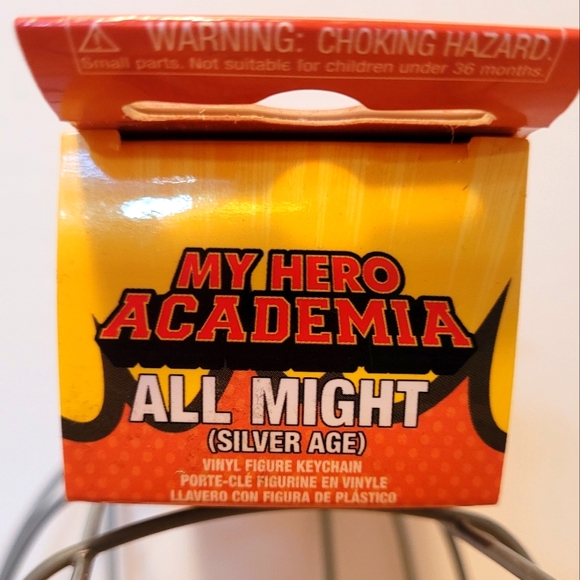 WARNING: CHOKING HAZARD.
Small parts. Not suitable for children under 36 months.
MY HERO
ACADEMIA
ALL MIGHT
(SILVER AGE)
VINYL FIGURE KEYCHAIN
PORTE-CLÉ FIGURINE EN VINYLE
LLAVERO CON FIGURA DE PLÁSTICO